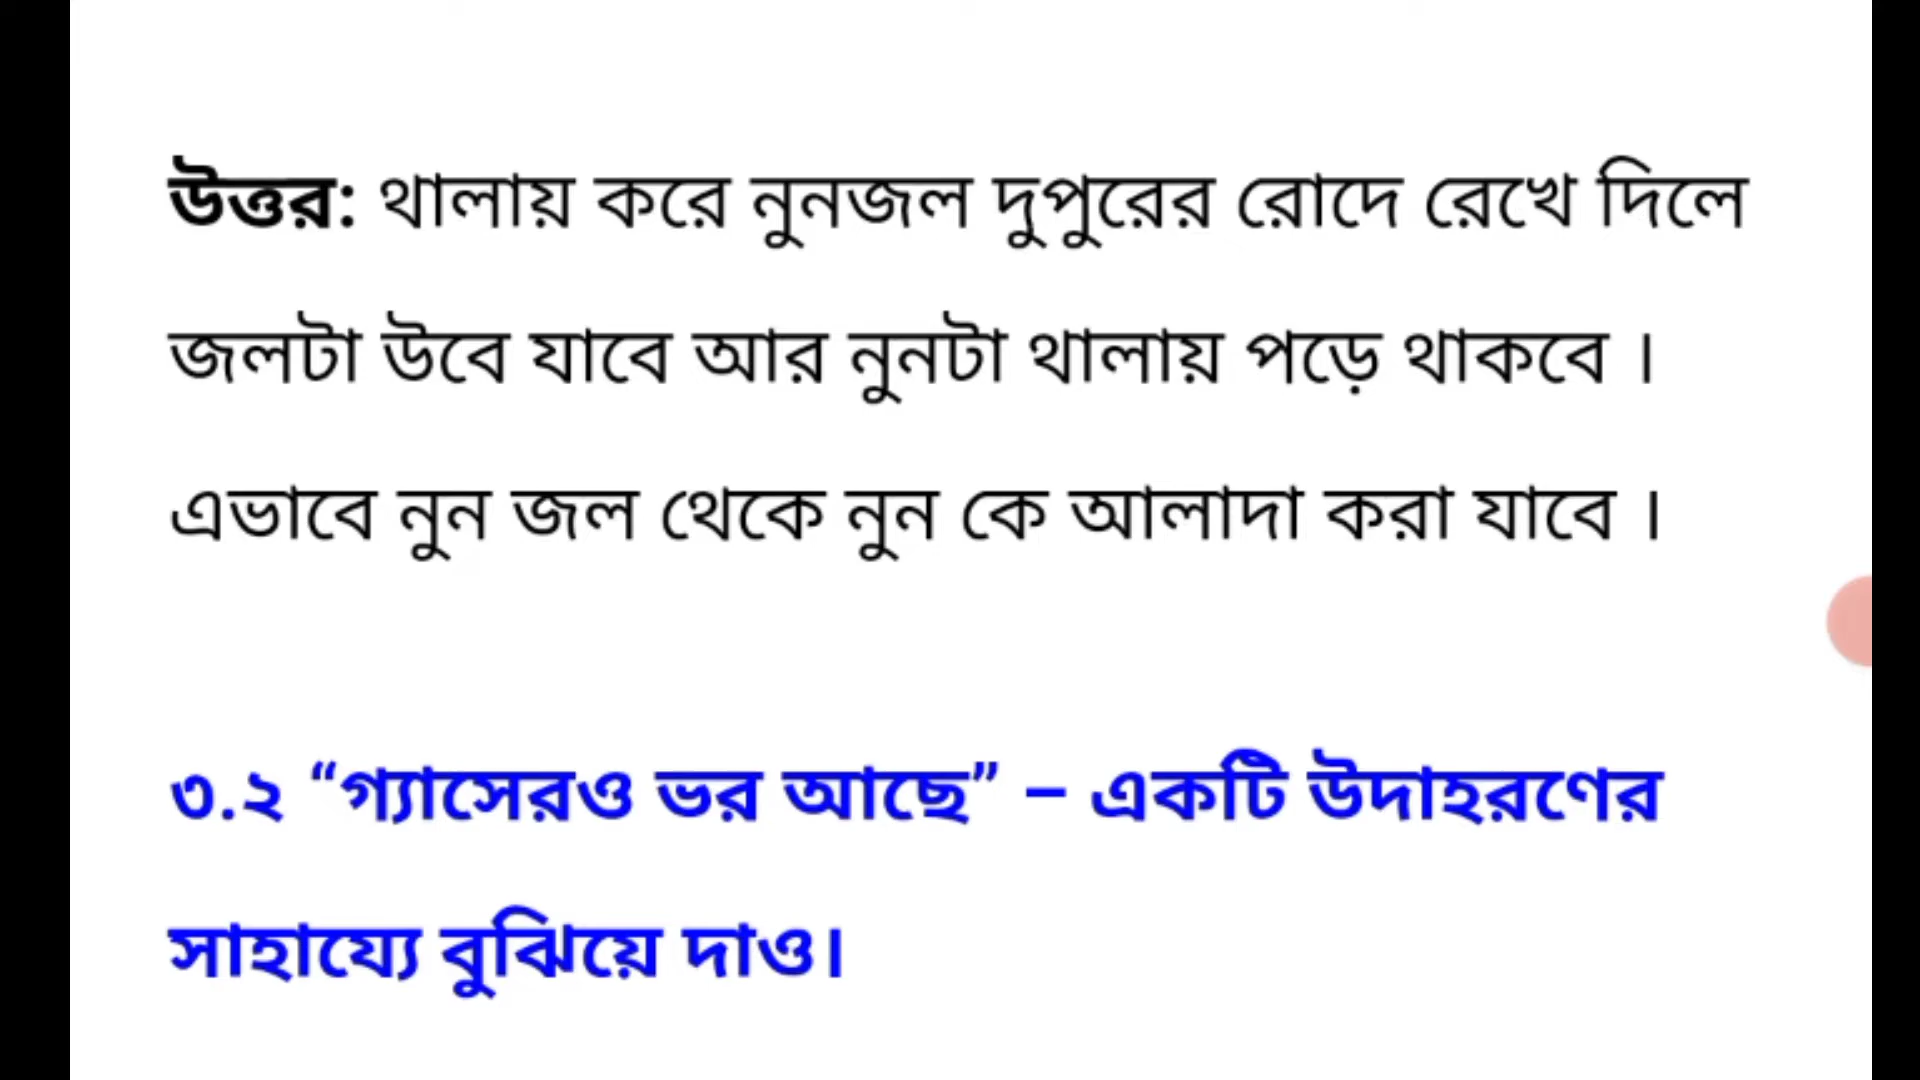 উত্তর: থালায় করে নুনজল দুপুরের রোদে রেখে দিলে
জলটা উবে যাবে আর নুনটা থালায় পড়ে থাকবে ।
এভাবে নুন জল থেকে নুন কে আলাদা করা যাবে ।
৩.২ “গ্যাসেরও ভর আছে” – একটি উদাহরণের
সাহায্যে বুঝিয়ে দাও।